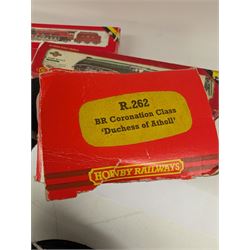 R.262
BR Coronation Class
'Duchess of Atholl'
HORNBY RAILWAYS